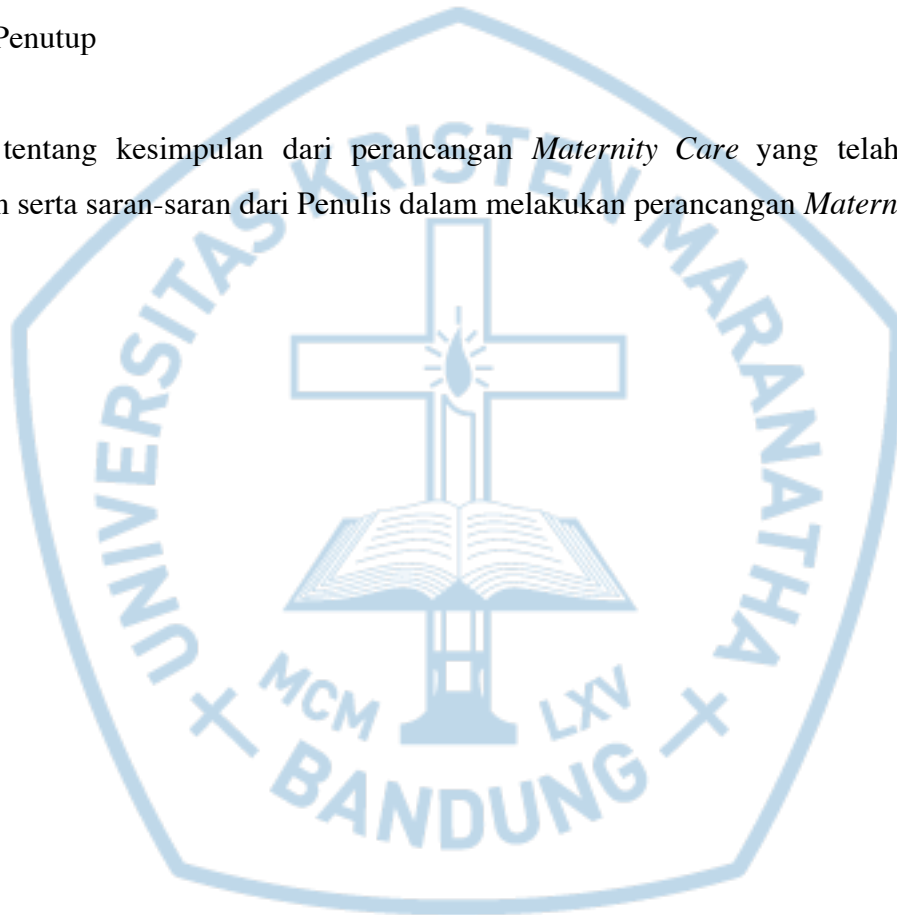 Penutup
tentang kesimpulan dari perancangan Maternity Care yang telah
serta saran-saran dari Penulis dalam melakukan perancangan
UNIVERSITAS KRISTEN MARANATHA
MCM LXV
BANDUNG